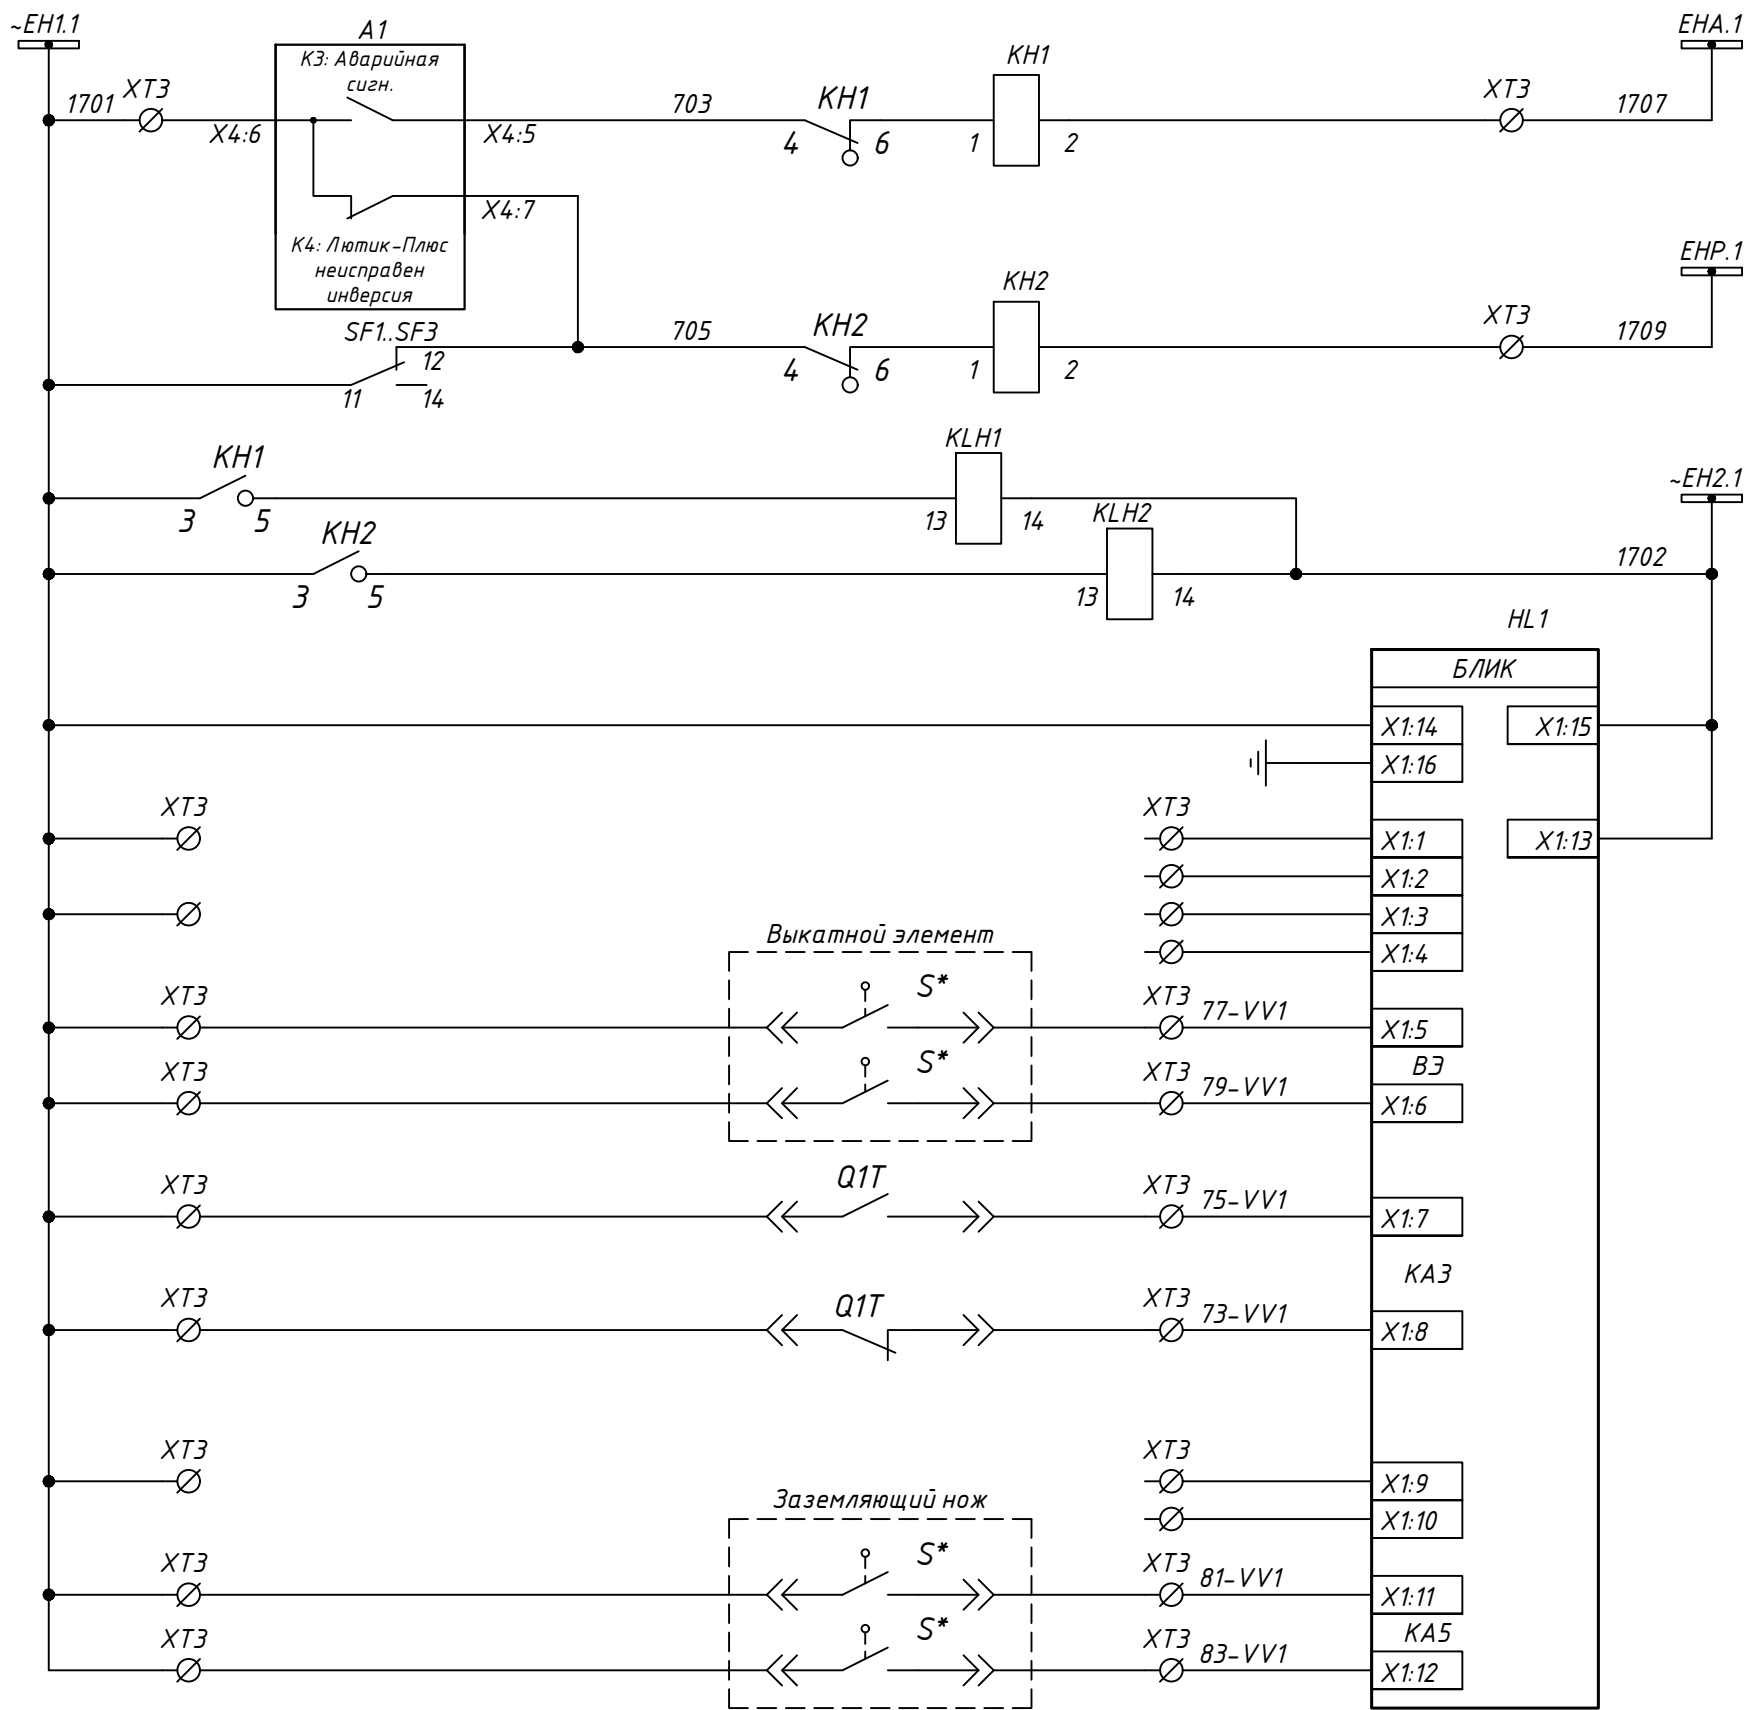 ~EH1.1
A1
EHA.1
K3: Аварийная
сигн.
KH1
1701
XT3
703
KH1
XT3
1707
X4:6
X4:5
4
6
1
2
X4:7
K4: Лютик-Плюс
неисправен
инверсия
EHP.1
KH2
SF1..SF3
705
KH2
XT3
1709
12
4
6
1
2
11
14
KLH1
KH1
~EH2.1
3
5
13
14
KLH2
KH2
1702
3
5
13
14
HL1
БЛИК
X1:14
X1:15
X1:16
XT3
XT3
X1:1
X1:13
X1:2
X1:3
Выкатной элемент
X1:4
XT3
S*
XT3
77-VV1
X1:5
XT3
S*
XT3
ВЭ
79-VV1
X1:6
XT3
Q1T
XT3
75-VV1
X1:7
KA3
XT3
Q1T
XT3
73-VV1
X1:8
XT3
XT3
X1:9
Заземляющий нож
X1:10
XT3
S*
XT3
81-VV1
X1:11
XT3
S*
XT3
KA5
83-VV1
X1:12